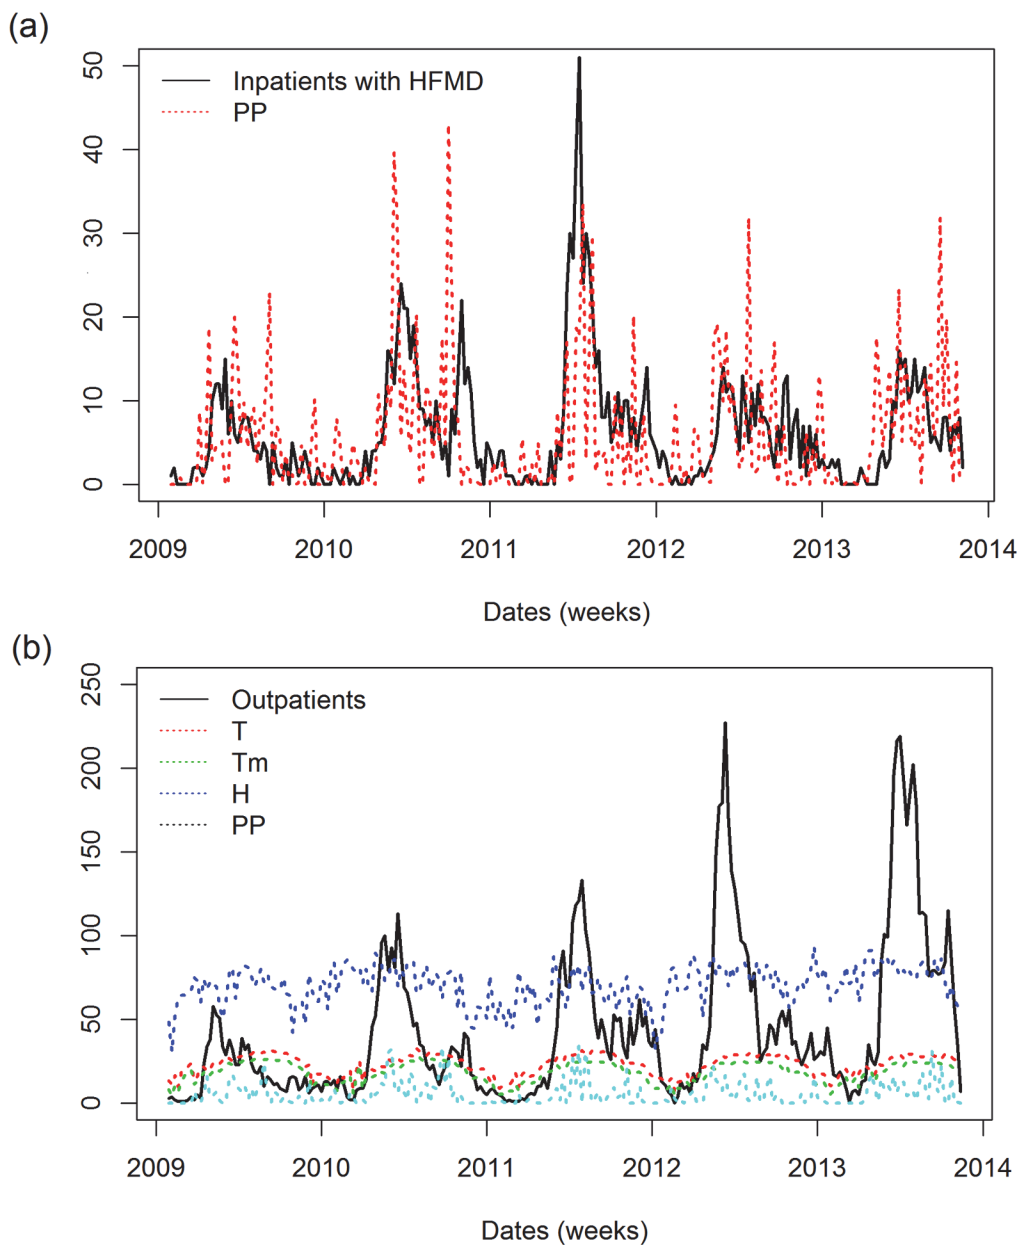 (a)
50
40
30
20
10
0
Inpatients with HFMD
PP
2009 2010 2011 2012 2013 2014
Dates (weeks)
(b)
250
200
150
100
50
0
Outpatients
T
Tm
H
PP
2009 2010 2011 2012 2013 2014
Dates (weeks)